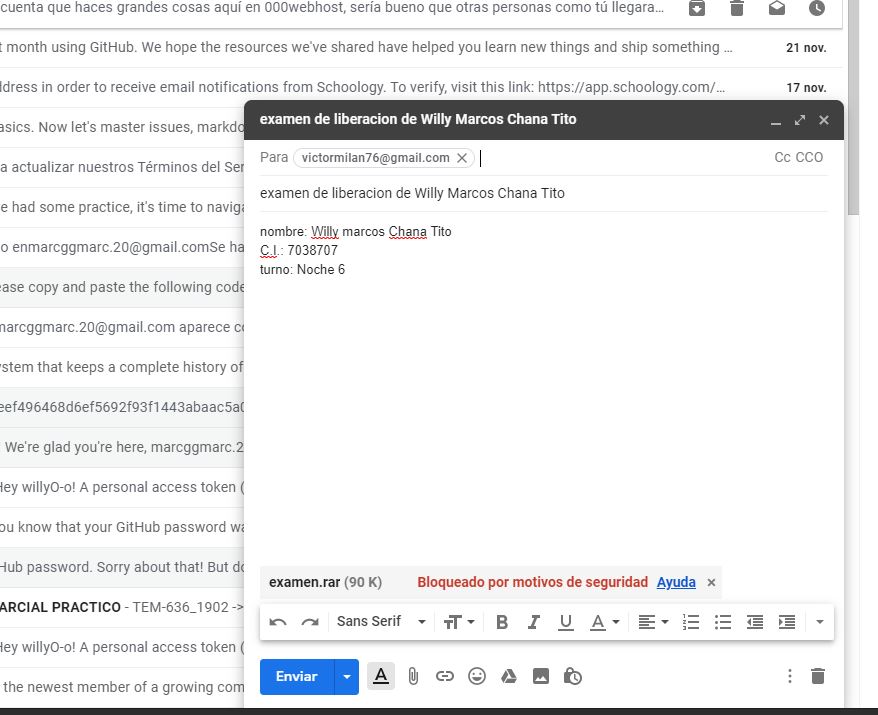 cuenta que haces grandes cosas aquí en 000webhost, sería bueno que otras personas como tú llegara…
t month using GitHub. We hope the resources we've shared have helped you learn new things and ship something … 21 nov.
ddress in order to receive email notifications from Schoology. To verify, visit this link: https://app.schoology.com/… 17 nov.
asics. Now let's master issues, markdo
a actualizar nuestros Términos del Ser
e had some practice, it's time to naviga
o enmarcggmarc.20@gmail.comSe ha
ease copy and paste the following code
marcggmarc.20@gmail.com aparece co
ystem that keeps a complete history of
eef496468d6ef5692f93f1443abaac5a0
We're glad you're here, marcggmarc.2
Hey willyO-o! A personal access token (
ou know that your GitHub password wa
Hub password. Sorry about that! But do
ARCIAL PRACTICO - TEM-636_1902 ->
Hey willyO-o! A personal access token (
the newest member of a growing com
examen de liberacion de Willy Marcos Chana Tito
Para victormilan76@gmail.com Cc CCO
examen de liberacion de Willy Marcos Chana Tito
nombre: Willy marcos Chana Tito
C.I.: 7038707
turno: Noche 6
examen.rar (90 K) Bloqueado por motivos de seguridad Ayuda
Sans Serif
Enviar